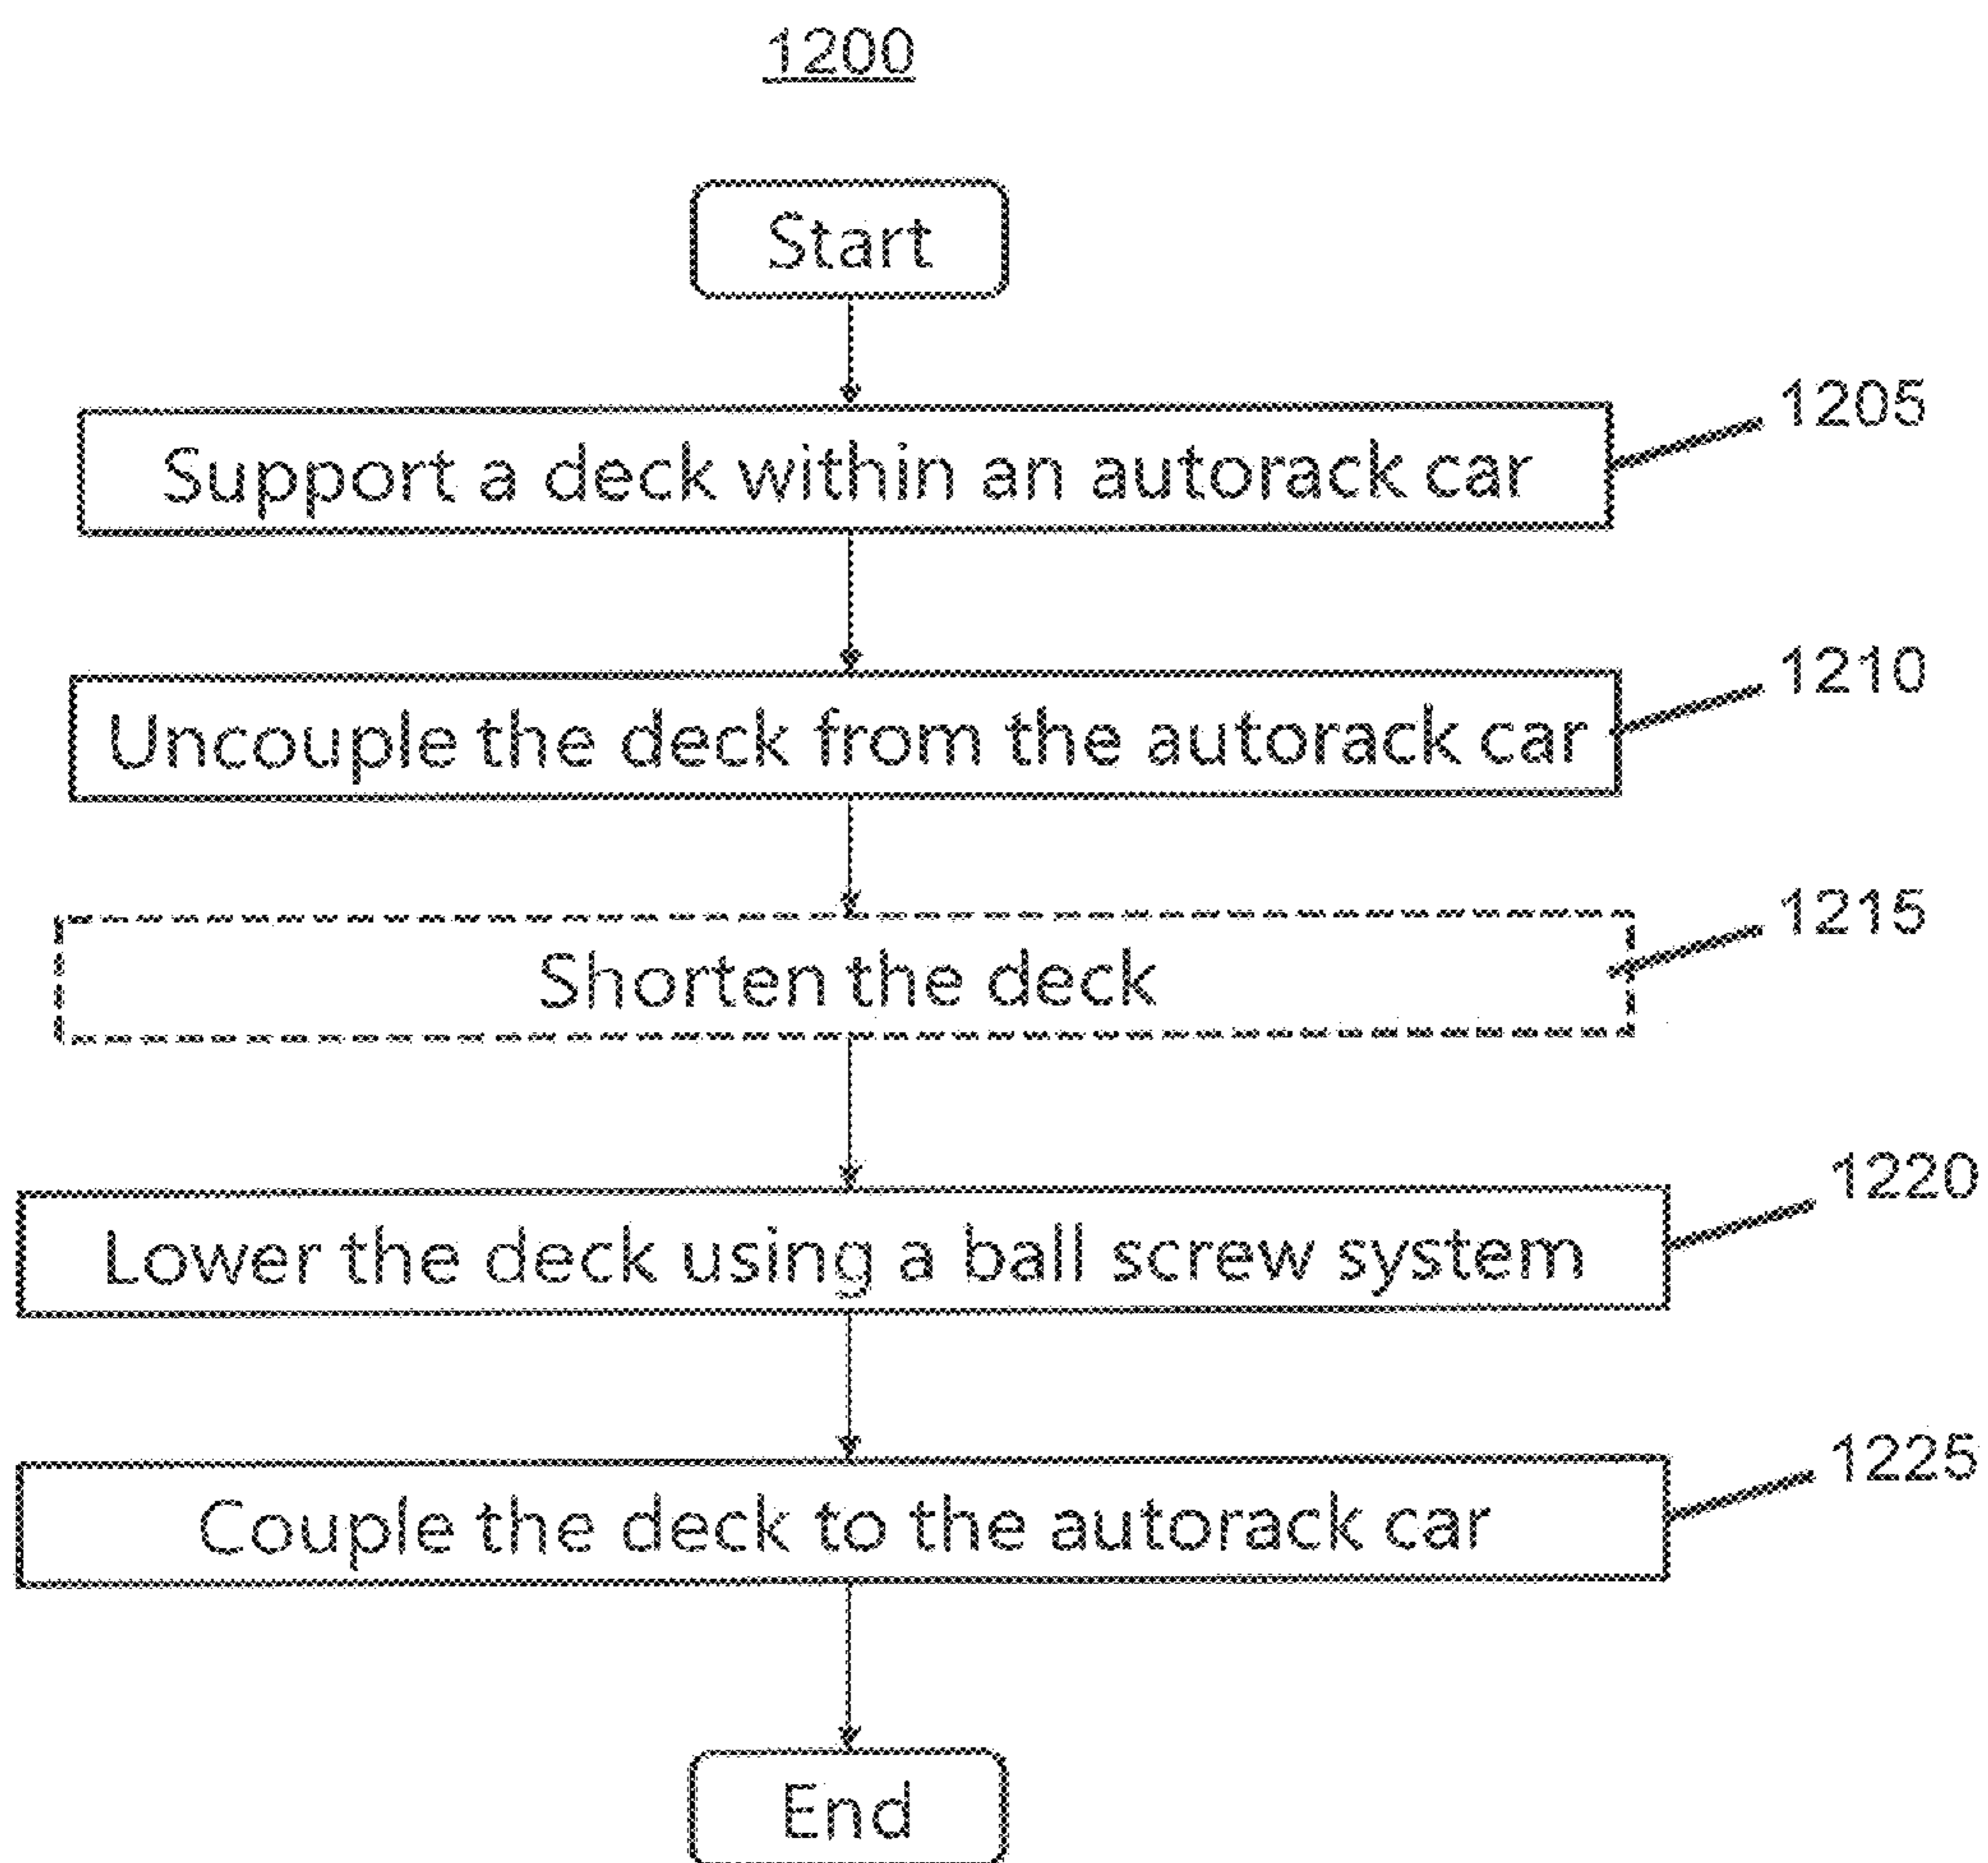 1200
Start
Support a deck within an autorack car
1205
Uncouple the deck from the autorack car
1210
Shorten the deck
1215
Lower the deck using a ball screw system
1220
Couple the deck to the autorack car
1225
End